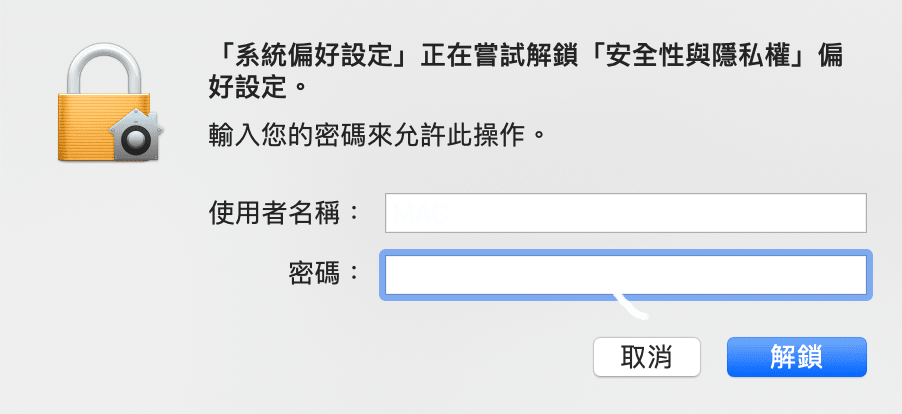 「系統偏好設定」正在嘗試解鎖「安全性與隱私權」偏
好設定。
輸入您的密碼來允許此操作。
使用者名稱：
密碼：
取消
解鎖